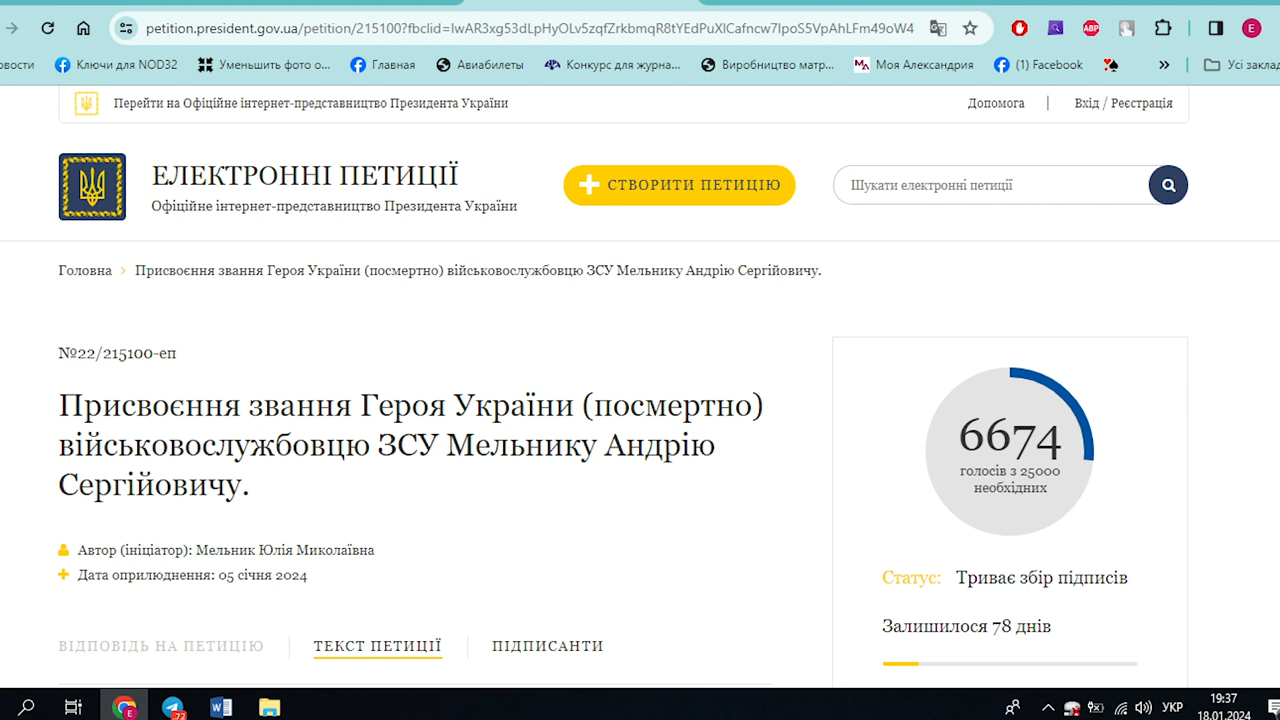 petition.president.gov.ua/petition/215100?fbclid=IwAR3xg53dLpHyOLv5zqfZrkbmqR8tYEdPuXlCafncw7IpoS5VpAhLFm49oW4
ABP
E
овости
Ключи для NOD32
Уменьшить фото о...
Главная
Авиабилеты
Конкурс для журна...
Виробництво матр...
МА Моя Александрия
(1) Facebook
»
Усі заклад
Перейти на Офіційне інтернет-представництво Президента України
Допомога | Вхід / Реєстрація
ЕЛЕКТРОННІ ПЕТИЦІЇ
Офіційне інтернет-представництво Президента України
СТВОРИТИ ПЕТИЦІЮ
Шукати електронні петиції
Головна > Присвоєння звання Героя України (посмертно) військовослужбовцю ЗСУ Мельнику Андрію Сергійовичу.
№22/215100-еп
Присвоєння звання Героя України (посмертно)
військовослужбовцю ЗСУ Мельнику Андрію
Сергійовичу.
Автор (ініціатор): Мельник Юлія Миколаївна
Дата оприлюднення: 05 січня 2024
ВІДПОВІДЬ НА ПЕТИЦІЮ
ТЕКСТ ПЕТИЦІЇ
ПІДПИСАНТИ
6674
голосів з 25000
необхідних
Статус: Триває збір підписів
Залишилося 78 днів
E
72
W
УКР
19:37
18.01.2024